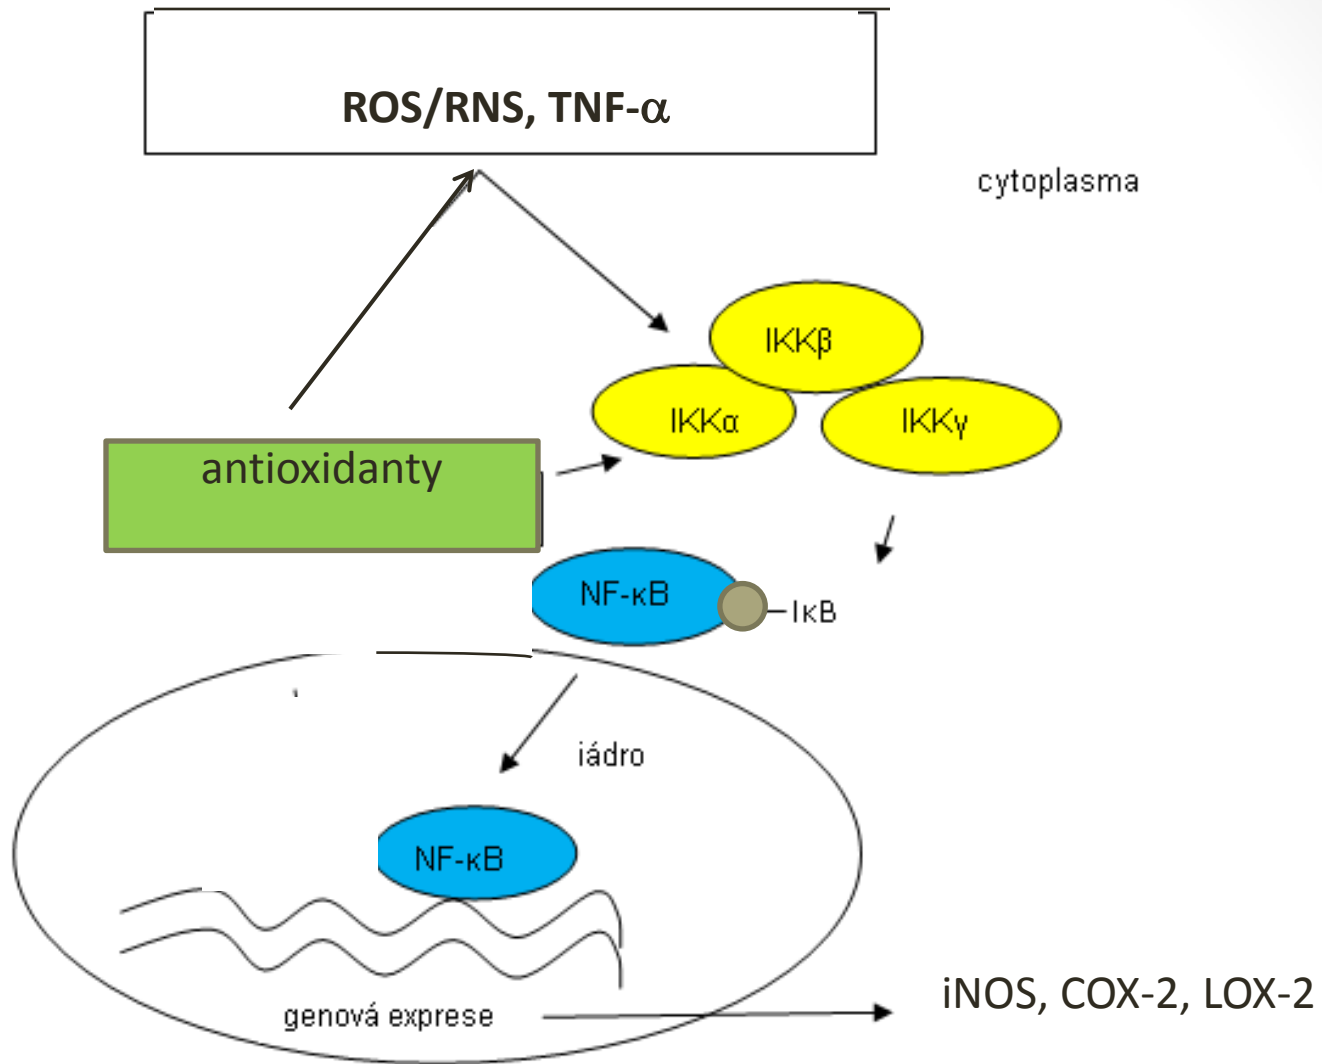 ROS/RNS, TNF-α
cytoplasma
IKKβ
IKKα
IKKγ
antioxidanty
NF-κB
IκB
iádro
NF-κB
genová exprese
iNOS, COX-2, LOX-2